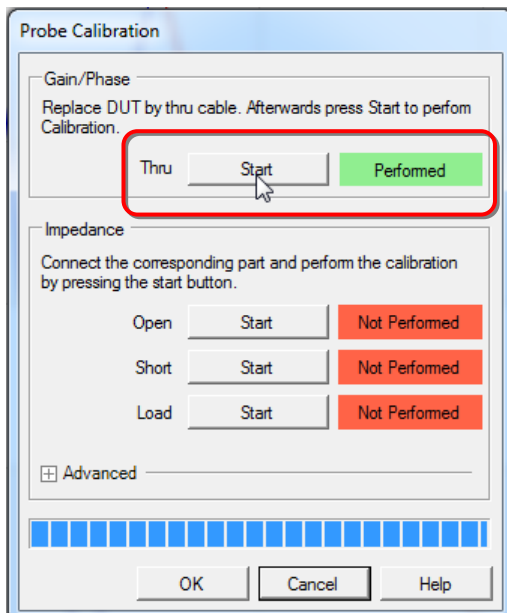 Probe Calibration
Gain/Phase
Replace DUT by thru cable. Afterwards press Start to perfom
Calibration.
Thru Start Performed
Impedance
Connect the corresponding part and perform the calibration
by pressing the start button.
Open Start Not Performed
Short Start Not Performed
Load Start Not Performed
Advanced
OK Cancel Help